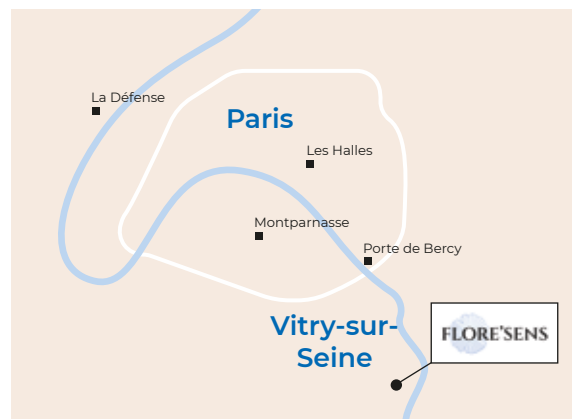 La Défense
Paris
Les Halles
Montparnasse
Porte de Bercy
Vitry-sur-
Seine
FLORE'SENS